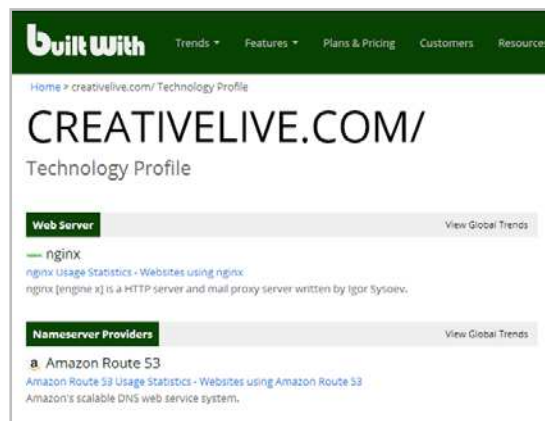 Built With
Trends Features Plans & Pricing Customers Resources
Home > creativelive.com/ Technology Profile
CREATIVELIVE.COM/
Technology Profile
Web Server View Global Trends
nginx
nginx Usage Statistics - Websites using nginx
nginx [engine x] is a HTTP server and mail proxy server written by Igor Sysoev.
Nameserver Providers View Global Trends
a Amazon Route 53
Amazon Route 53 Usage Statistics - Websites using Amazon Route 53
Amazon's scalable DNS web service system.